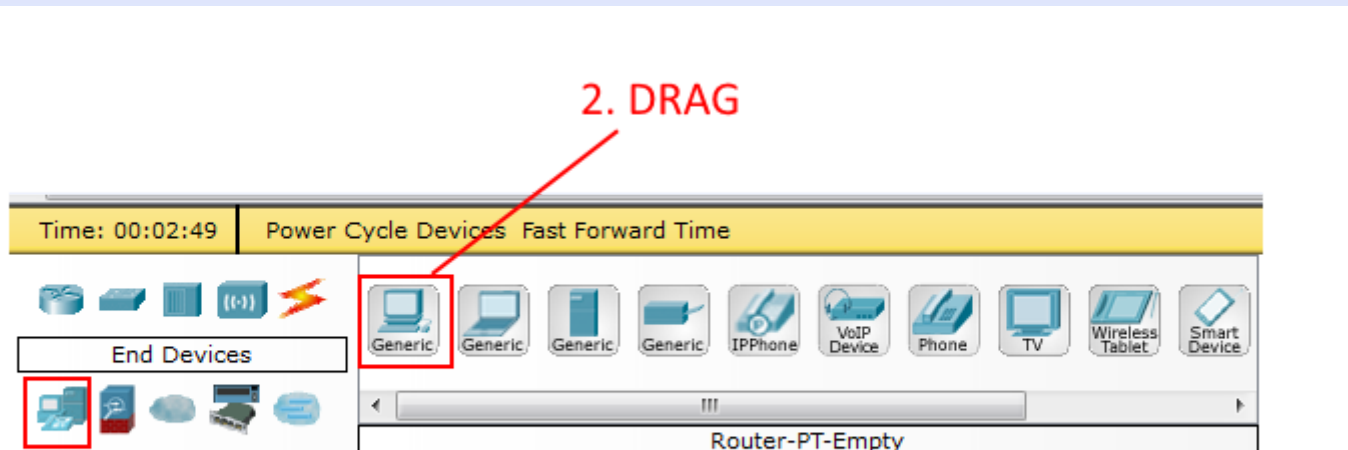 2. DRAG
Time: 00:02:49 Power Cycle Devices Fast Forward Time
Generic Generic Generic Generic IPPhone VoIP Device Phone TV Wireless Tablet Smart Device
End Devices
Router-PT-Empty